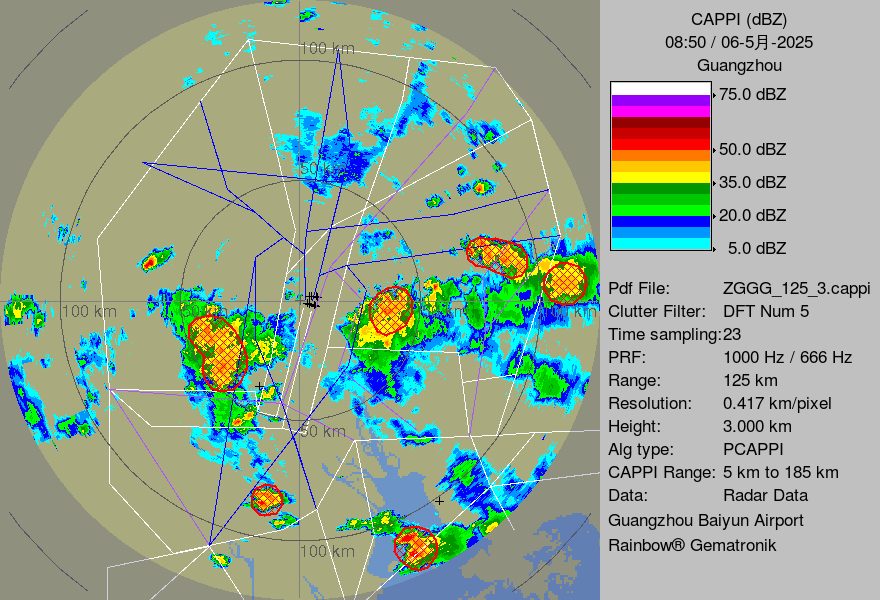 CAPPI (dBZ)
08:50 / 06-5月-2025
Guangzhou
75.0 dBZ
50.0 dBZ
35.0 dBZ
20.0 dBZ
5.0 dBZ
Pdf File: ZGGG_125_3.cappi
Clutter Filter: DFT Num 5
Time sampling:23
PRF: 1000 Hz / 666 Hz
Range: 125 km
Resolution: 0.417 km/pixel
Height: 3.000 km
Alg type: PCAPPI
CAPPI Range: 5 km to 185 km
Data: Radar Data
Guangzhou Baiyun Airport
Rainbow® Gematronik
100 km
50 km
100 km
50 km
100 km